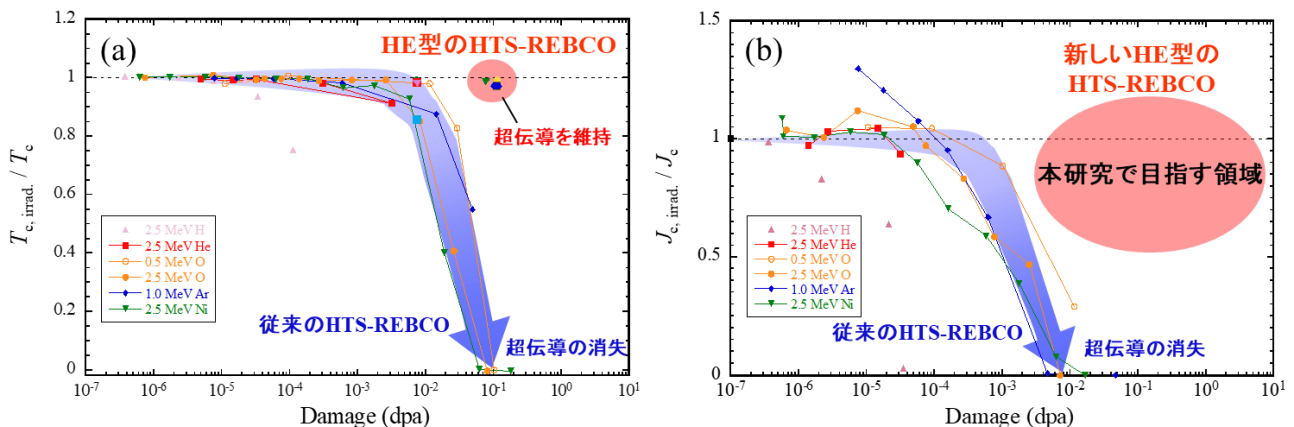 (a)
HE型のHTS-REBCO
超伝導を維持
2.5 MeV H
2.5 MeV He
0.5 MeV O
2.5 MeV O
1.0 MeV Ar
2.5 MeV Ni
従来のHTS-REBCO
超伝導の消失
T c, irrad. / T c
1.2
1
0.8
0.6
0.4
0.2
0
10-7
10-6
10-5
10-4
10-3
10-2
10-1
100
101
Damage (dpa)
(b)
新しいHE型の
HTS-REBCO
本研究で目指す領域
2.5 MeV H
2.5 MeV He
0.5 MeV O
2.5 MeV O
1.0 MeV Ar
2.5 MeV Ni
従来のHTS-REBCO
超伝導の消失
J c, irrad. / J c
1.5
1
0.5
0
10-7
10-6
10-5
10-4
10-3
10-2
10-1
100
101
Damage (dpa)